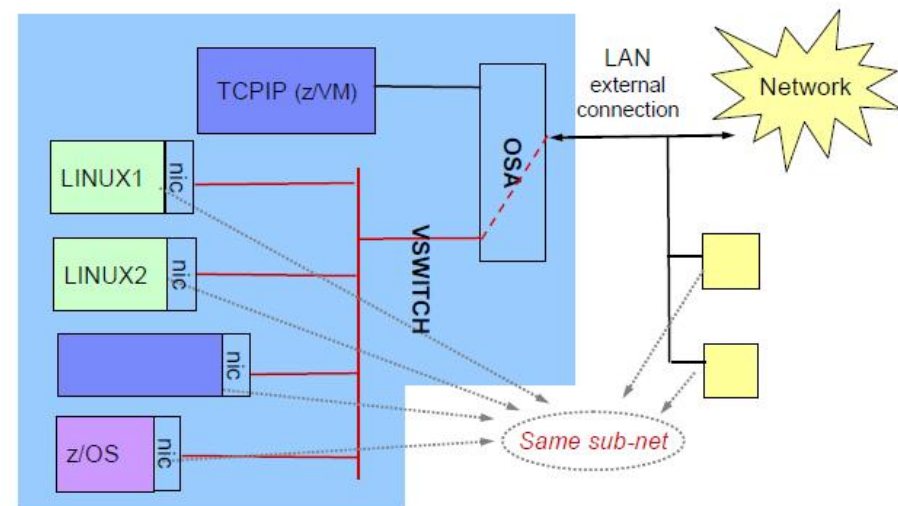 TCPIP (z/VM)
LAN
external
connection
Network
OSA
LINUX1
nic
LINUX2
nic
VSWITCH
nic
z/OS
nic
Same sub-net